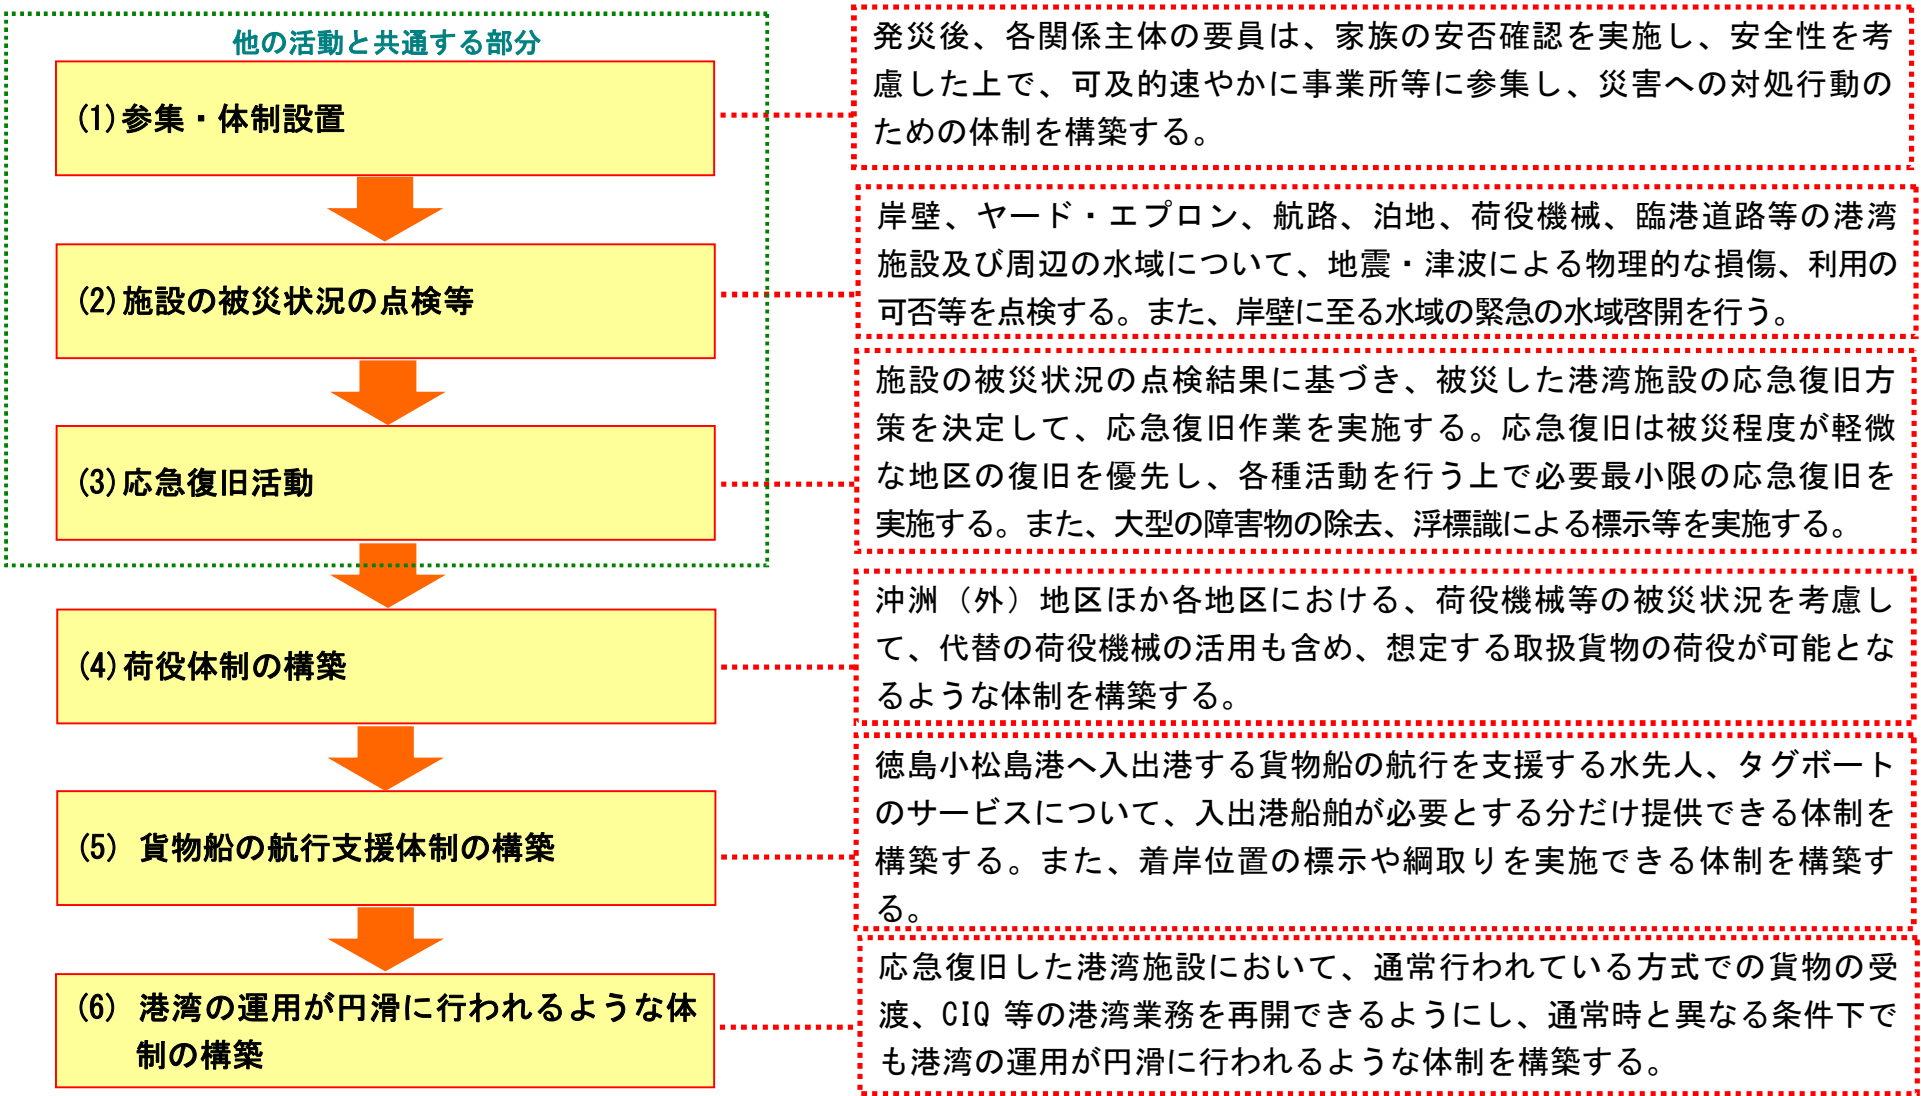 他の活動と共通する部分
(1)参集・体制設置
発災後、各関係主体の要員は、家族の安否確認を実施し、安全性を考
慮した上で、可及的速やかに事業所等に参集し、災害への対処行動の
ための体制を構築する。
(2)施設の被災状況の点検等
岸壁、ヤード・エプロン、航路、泊地、荷役機械、臨港道路等の港湾
施設及び周辺の水域について、地震・津波による物理的な損傷、利用の
可否等を点検する。また、岸壁に至る水域の緊急の水域啓開を行う。
(3)応急復旧活動
施設の被災状況の点検結果に基づき、被災した港湾施設の応急復旧方
策を決定して、応急復旧作業を実施する。応急復旧は被災程度が軽微
な地区の復旧を優先し、各種活動を行う上で必要最小限の応急復旧を
実施する。また、大型の障害物の除去、浮標識による標示等を実施する。
(4)荷役体制の構築
沖洲（外）地区ほか各地区における、荷役機械等の被災状況を考慮し
て、代替の荷役機械の活用も含め、想定する取扱貨物の荷役が可能とな
るような体制を構築する。
(5) 貨物船の航行支援体制の構築
徳島小松島港へ入出港する貨物船の航行を支援する水先人、タグボート
のサービスについて、入出港船舶が必要とする分だけ提供できる体制を
構築する。また、着岸位置の標示や綱取りを実施できる体制を構築す
る。
(6) 港湾の運用が円滑に行われるような体
制の構築
応急復旧した港湾施設において、通常行われている方式での貨物の受
渡、CIQ 等の港湾業務を再開できるようにし、通常時と異なる条件下で
も港湾の運用が円滑に行われるような体制を構築する。